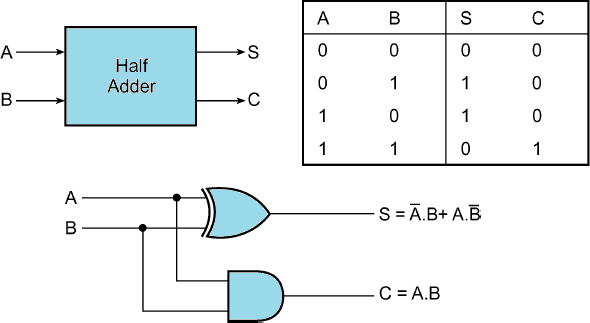 A
B
Half
Adder
S
C
A B S C
0 0 0 0
0 1 1 0
1 0 1 0
1 1 0 1
A
B
S = A̅.B+ A.B̅
C = A.B